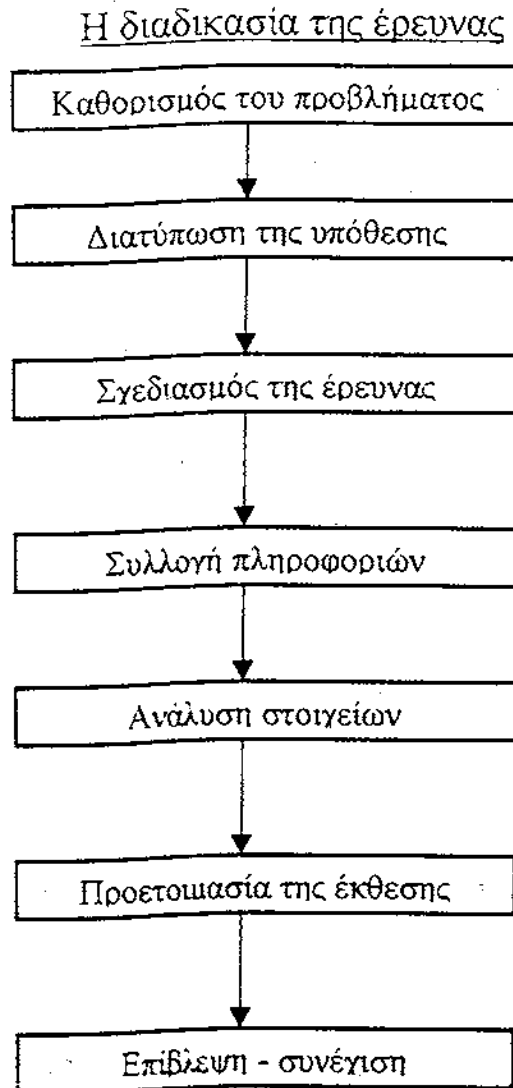 Η διαδικασία της έρευνας
Καθορισμός του προβλήματος
Διατύπωση της υπόθεσης
Σχεδιασμός της έρευνας
Συλλογή πληροφοριών
Ανάλυση στοιχείων
Προετοιμασία της έκθεσης
Επίβλεψη - συνέχιση